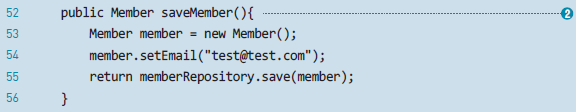 52 public Member saveMember(){ ❷
53 Member member = new Member();
54 member.setEmail("test@test.com");
55 return memberRepository.save(member);
56 }